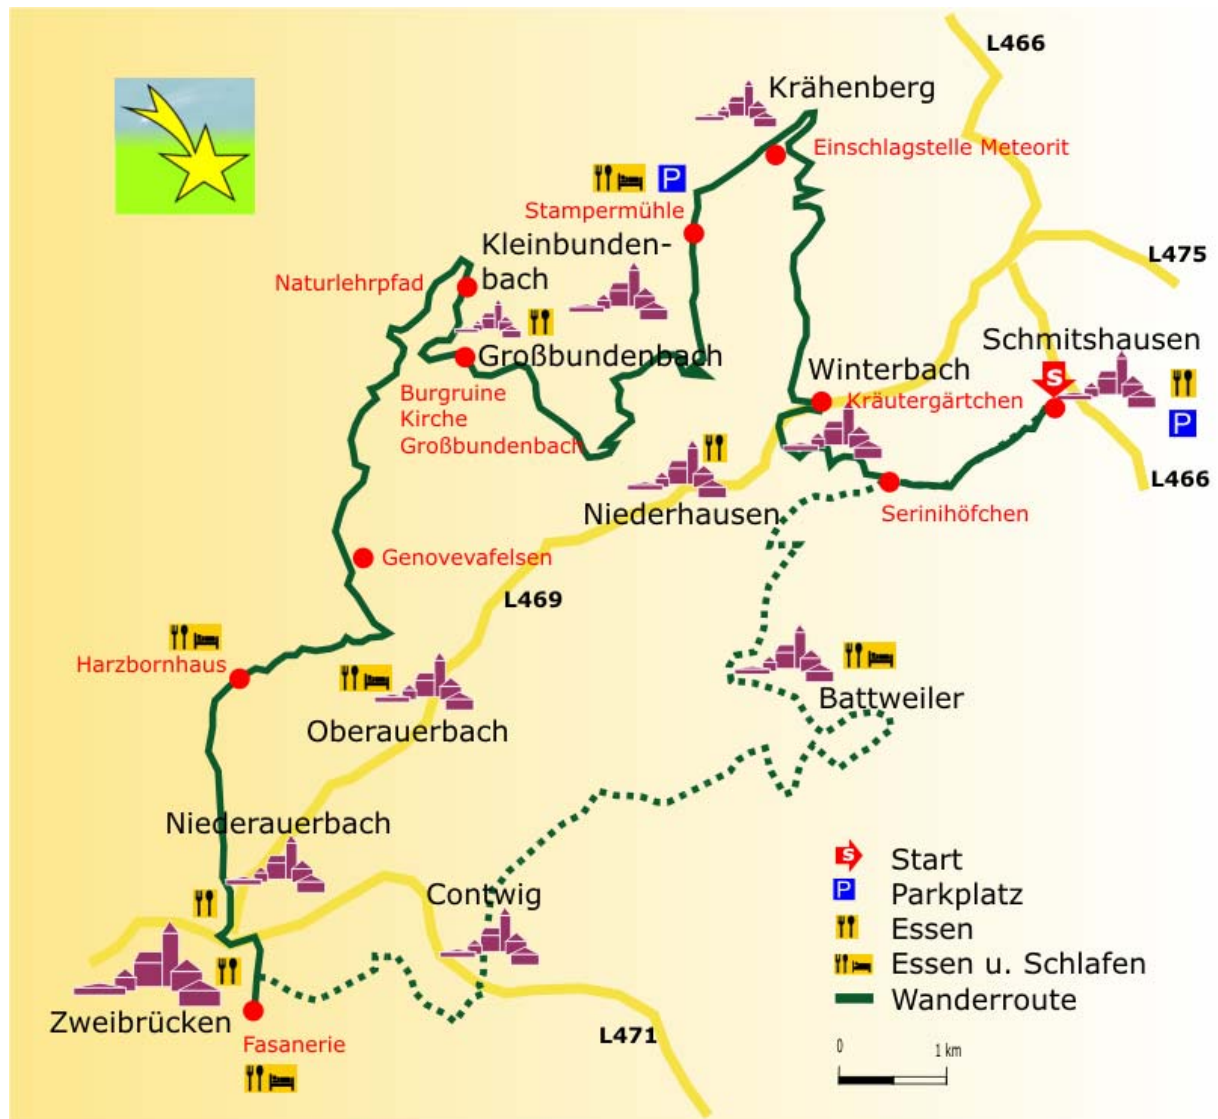 L466
Krähenberg
Einschlagstelle Meteorit
P
Stampermühle
Kleinbunden-
bach
L475
Naturlehrpfad
Schmitshausen
Großbundenbach
Winterbach
S
Burgruine
Kirche
Großbundenbach
Kräutergärtchen
P
L466
Niederhausen
Serinihöfchen
Genovevafelsen
L469
Harzbornhaus
Battweiler
Oberauerbach
Niederauerbach
S Start
P Parkplatz
Contwig
Essen
Essen u. Schlafen
Wanderroute
Zweibrücken
L471
Fasanerie
0 1 km